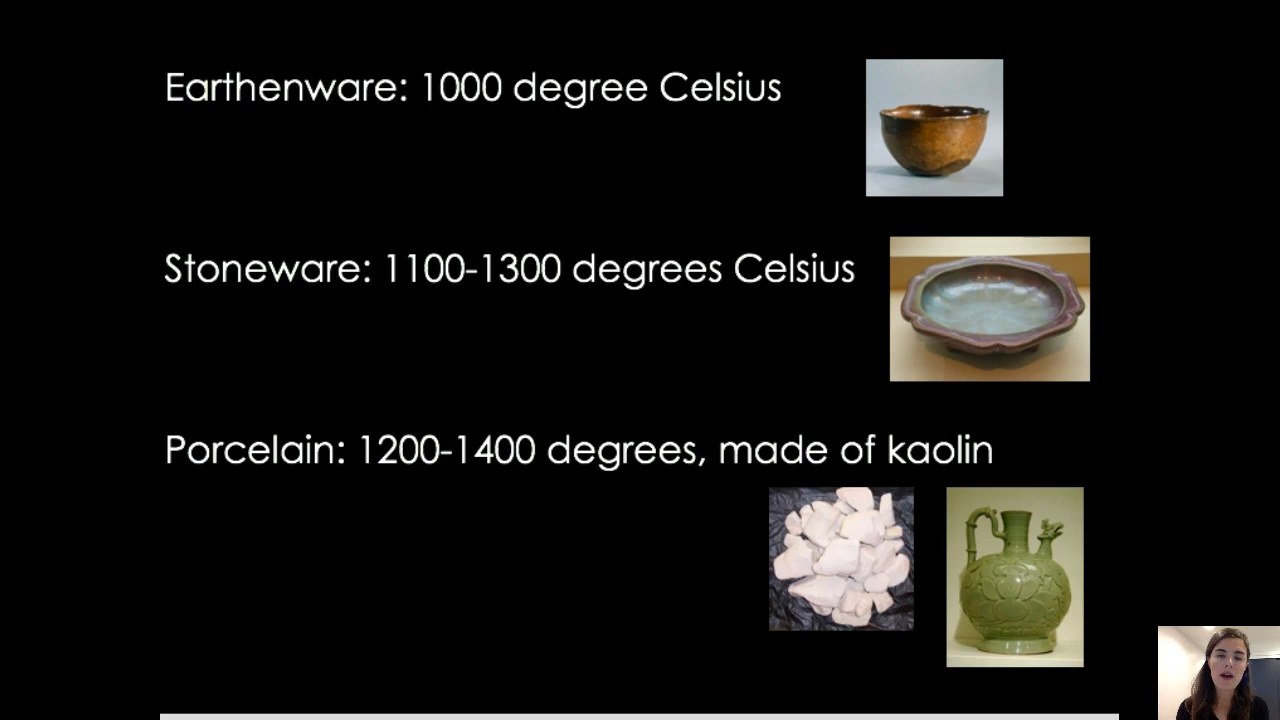 Earthenware: 1000 degree Celsius
Stoneware: 1100-1300 degrees Celsius
Porcelain: 1200-1400 degrees, made of kaolin